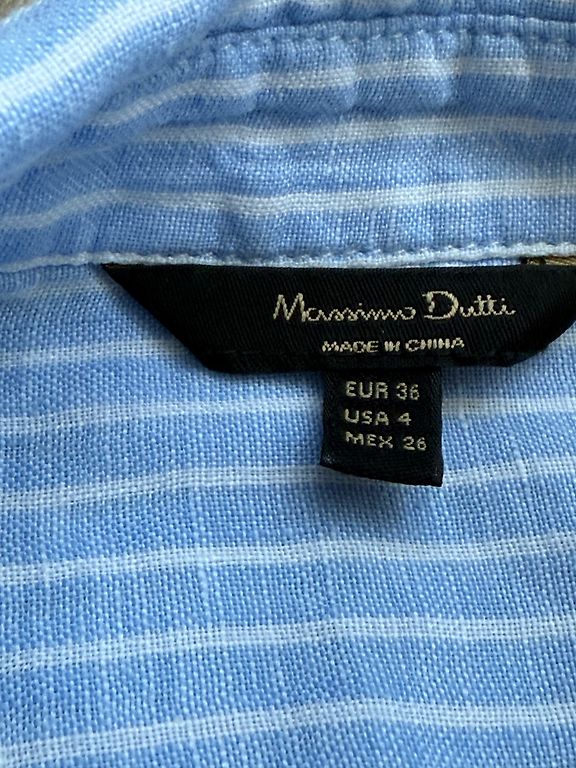 Massimo Dutti
MADE IN CHINA
EUR 36
USA 4
MEX 26